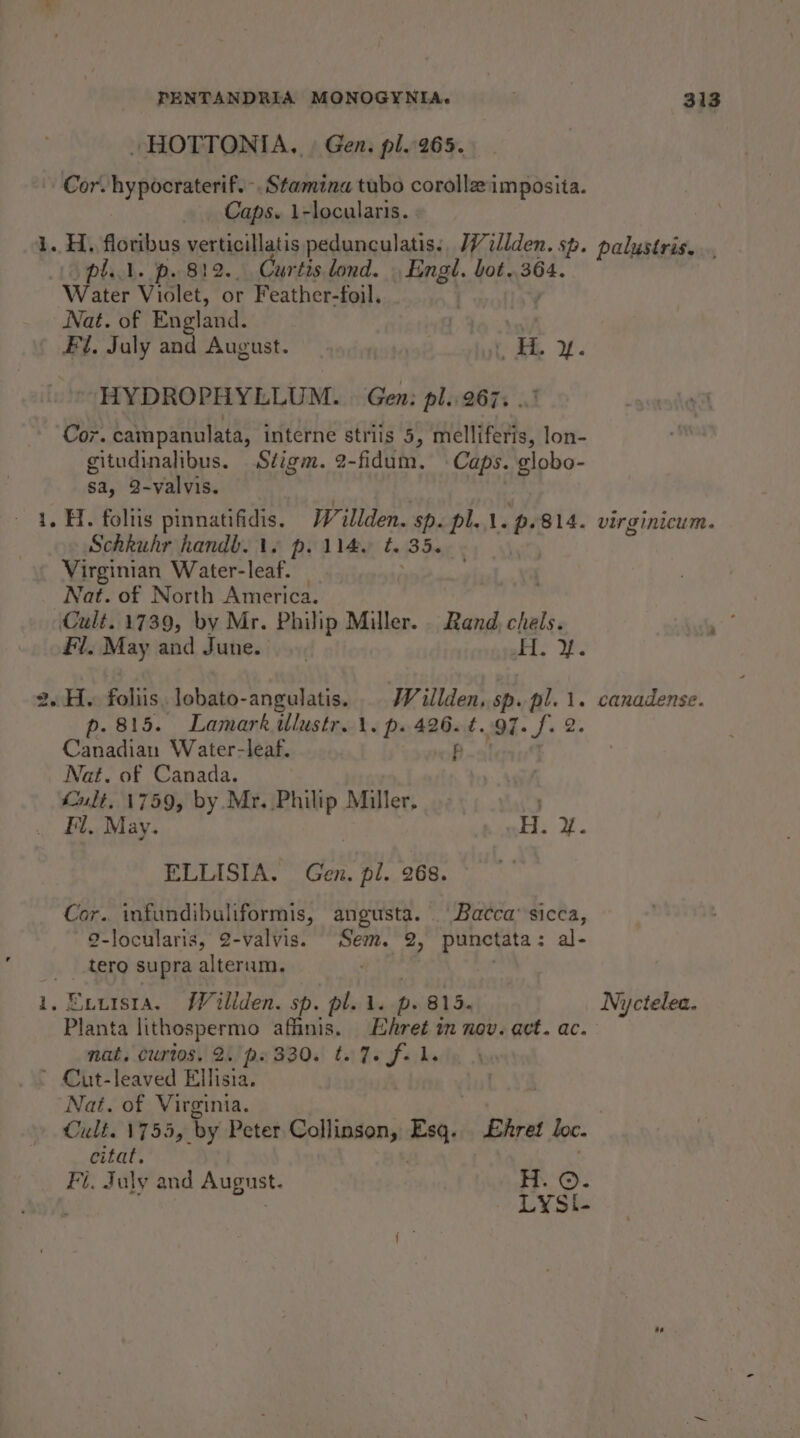 PENTANDRIA MONOGYNIA. 313
HOTTONIA. Gen. pl. 265.
Cor. hypocraterif. Stamina tubo corollæ imposita.
Caps. 1-locularis.
1. H. floribus verticillatis pedunculatis. Willden. sp. palustris.
pl. 1. p. 812. Curtis lond. Engl. bot. 364.
Water Violet, or Feather-foil.
Nat. of England.
Fl. July and August. H. ♃.
HYDROPHYLLUM. Gen. pl. 267.
Cor. campanulata, interne striis 5, melliferis, lon-
gitudinalibus. Stigm. 2-fidum. Caps. globo-
sa, 2-valvis.
1. H. foliis pinnatifidis. Willden. sp. pl. 1. p. 814. virginicum.
Schkuhr handb. 1. p. 114. t. 35.
Virginian Water-leaf.
Nat. of North America.
Cult. 1739, by Mr. Philip Miller. Rand. chels.
Fl. May and June. H. ♃.
2. H. foliis lobato-angulatis. Willden. sp. pl. 1. canadense.
p. 815. Lamark illustr. 1. p. 426. t. 97. f. 2.
Canadian Water-leaf.
Nat. of Canada.
Cult. 1759, by Mr. Philip Miller.
Fl. May. H. ♃.
ELLISIA. Gen. pl. 268.
Cor. infundibuliformis, angusta. Bacca sicca,
2-locularis, 2-valvis. Sem. 2, punctata: al-
tero supra alterum.
1. ELLISIA. Willden. sp. pl. 1. p. 815. Nyctelea.
Planta lithospermo affinis. Ehret in nov. act. ac.
nat. curios. 2. p. 330. t. 7. f. 1.
Cut-leaved Ellisia.
Nat. of Virginia.
Cult. 1755, by Peter Collinson, Esq. Ehret loc.
citat.
Fl. July and August. H. ☉.
LYSI-